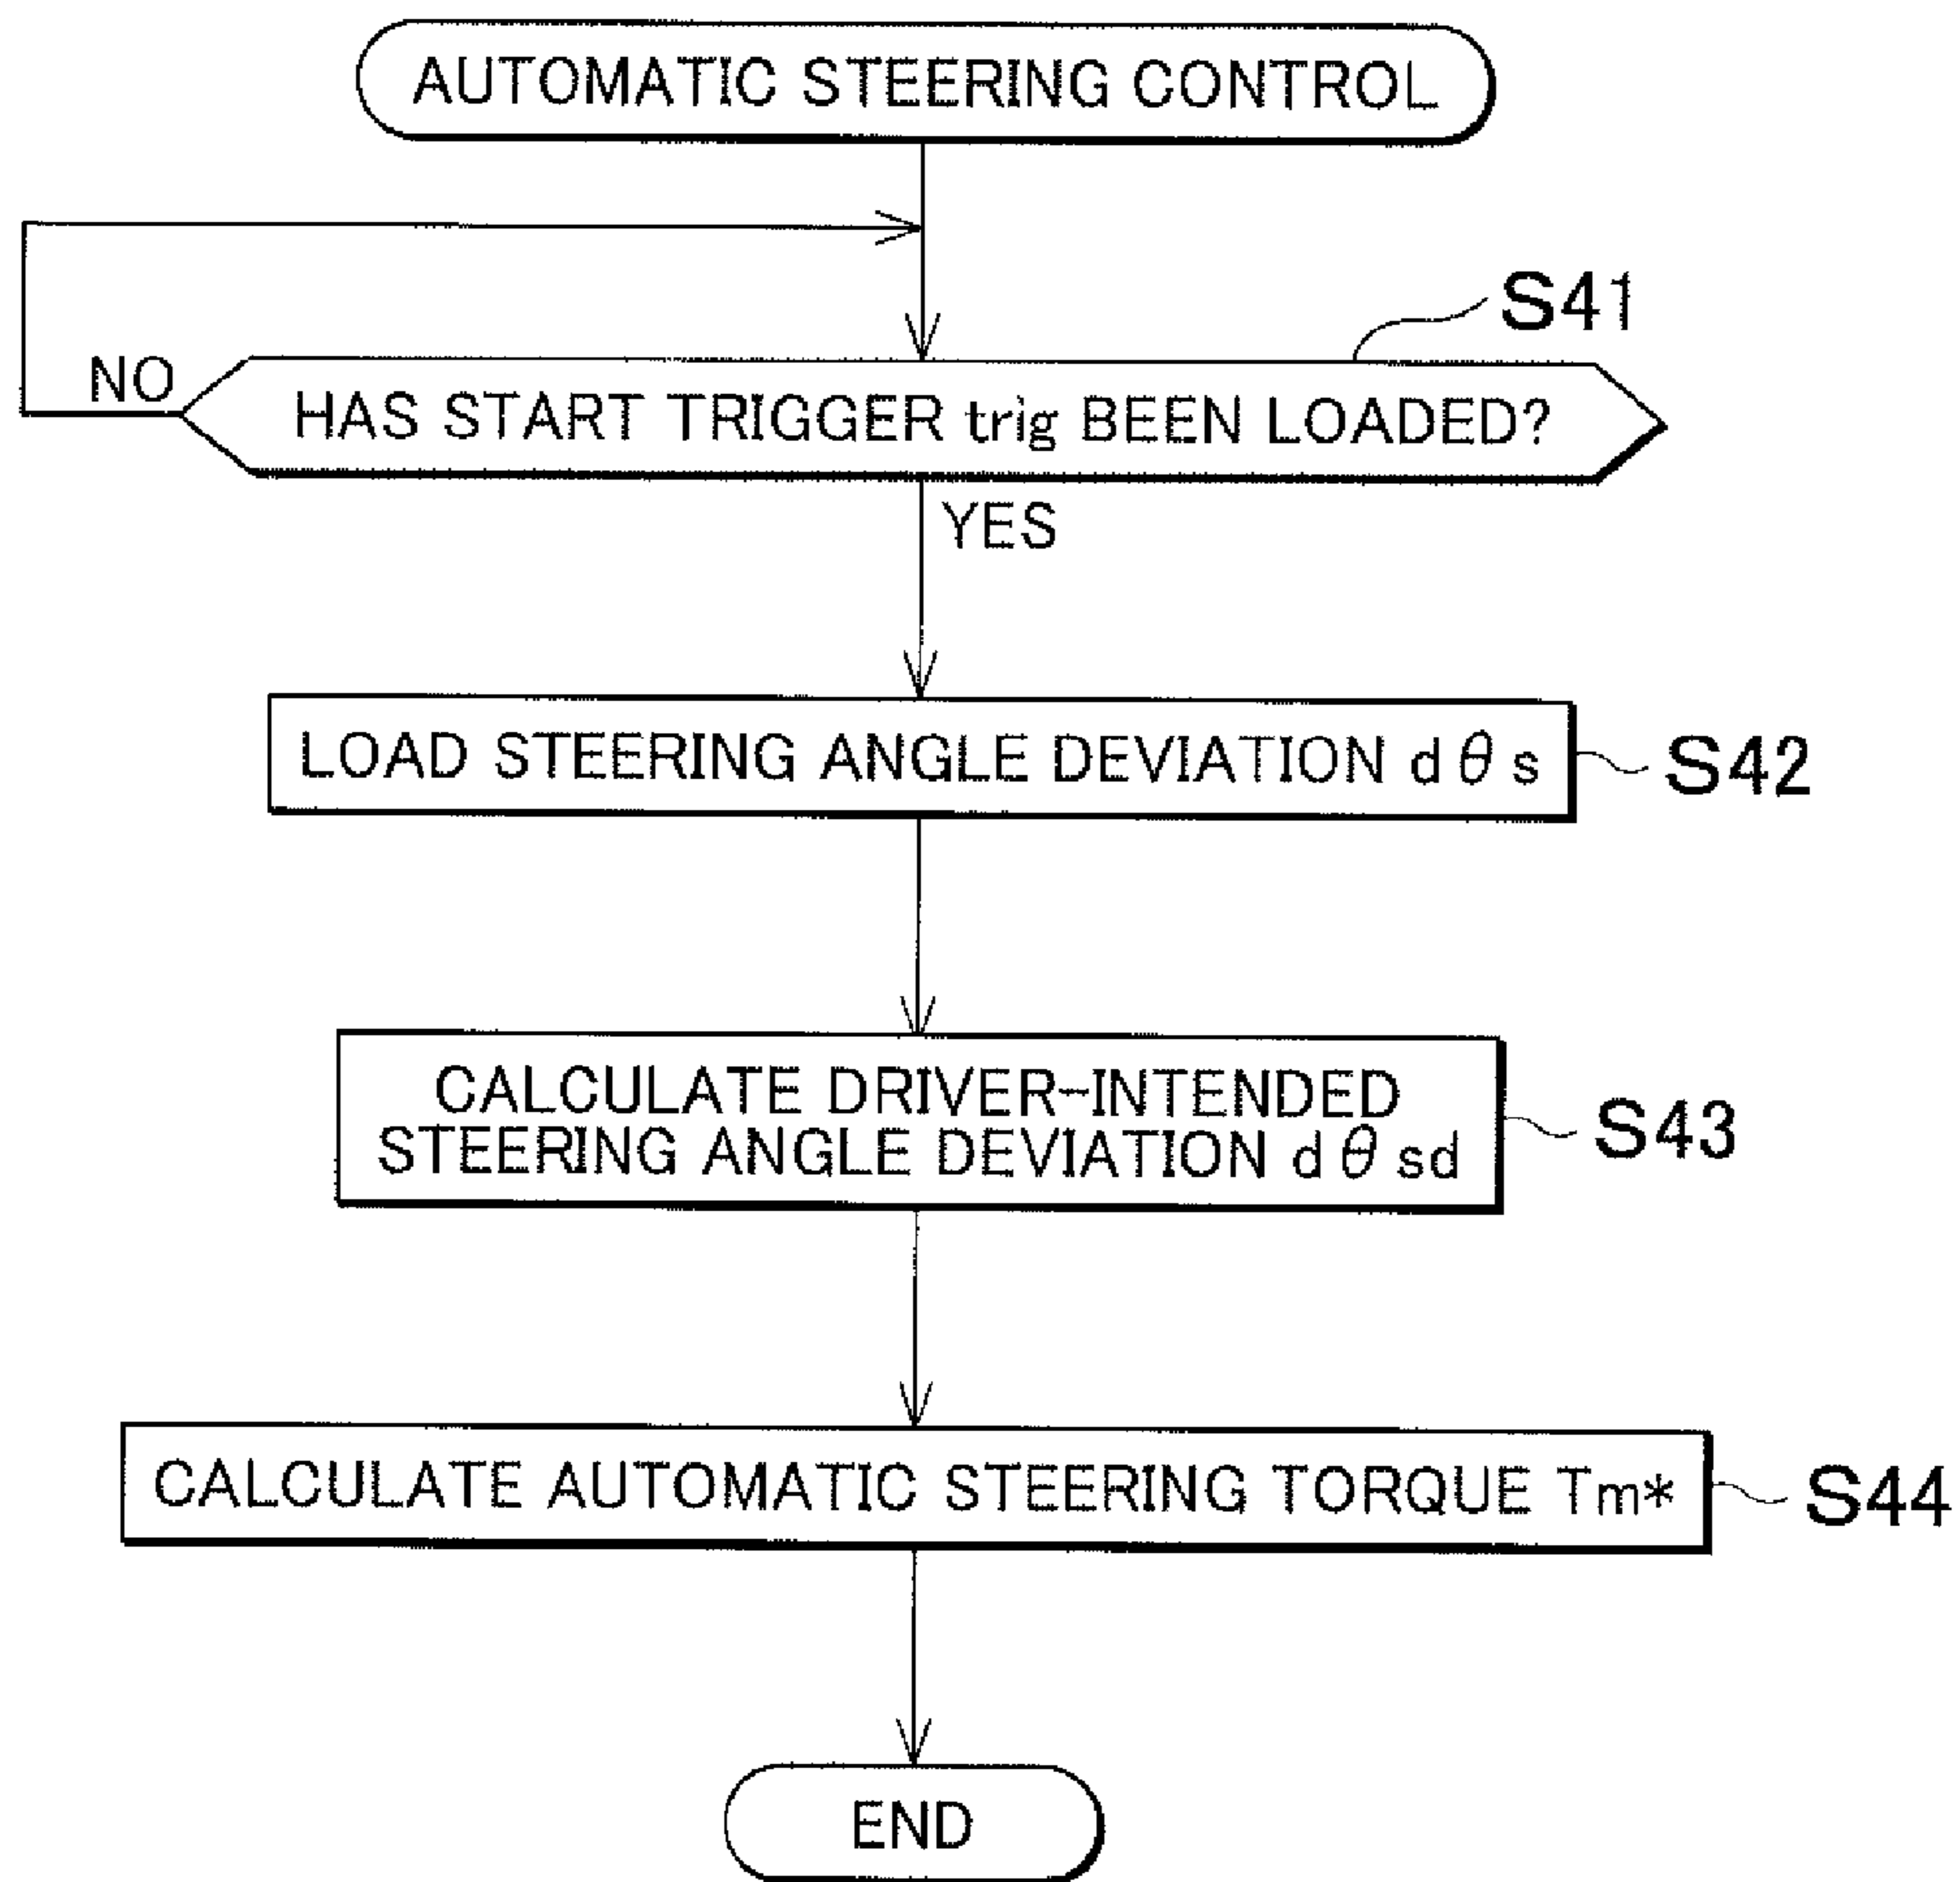 AUTOMATIC STEERING CONTROL
S41
NO
HAS START TRIGGER trig BEEN LOADED?
YES
LOAD STEERING ANGLE DEVIATION dθs
S42
CALCULATE DRIVER-INTENDED
STEERING ANGLE DEVIATION dθsd
S43
CALCULATE AUTOMATIC STEERING TORQUE Tm*
S44
END